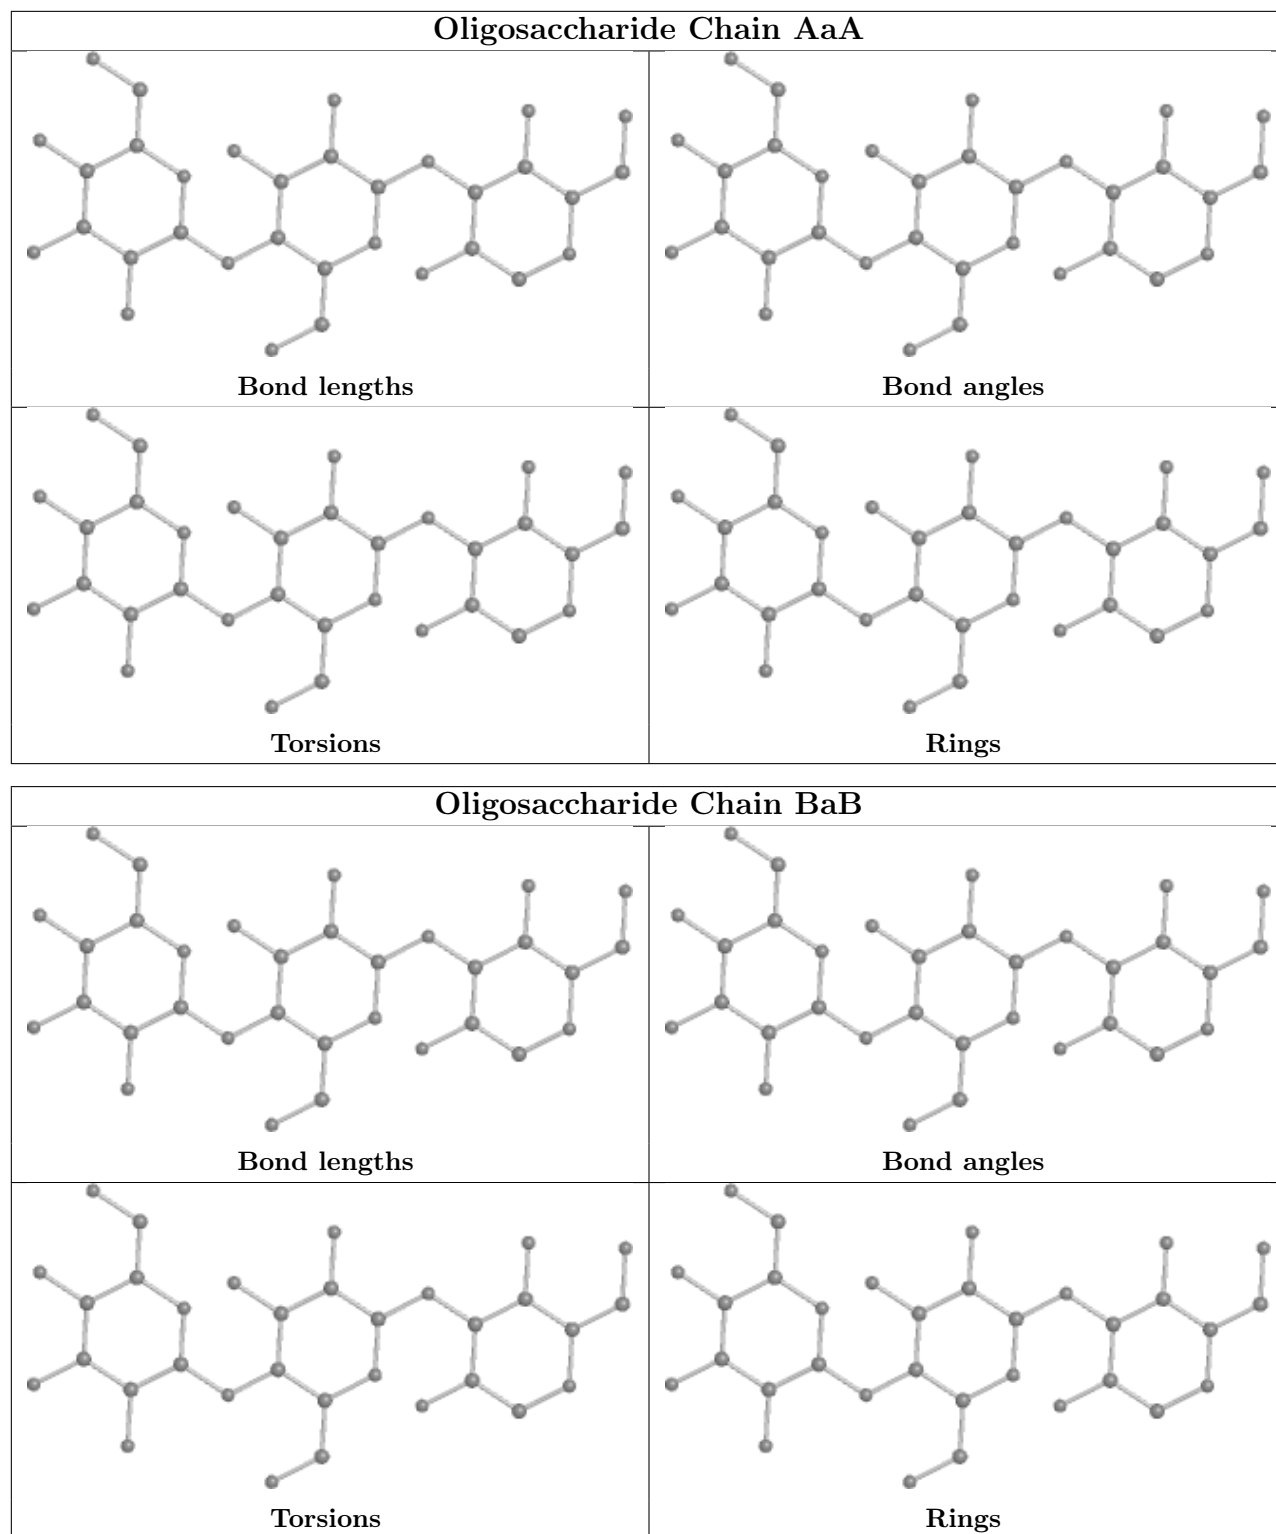 Oligosaccharide Chain AaA
Bond lengths
Bond angles
Torsions
Rings
Oligosaccharide Chain BaB
Bond lengths
Bond angles
Torsions
Rings